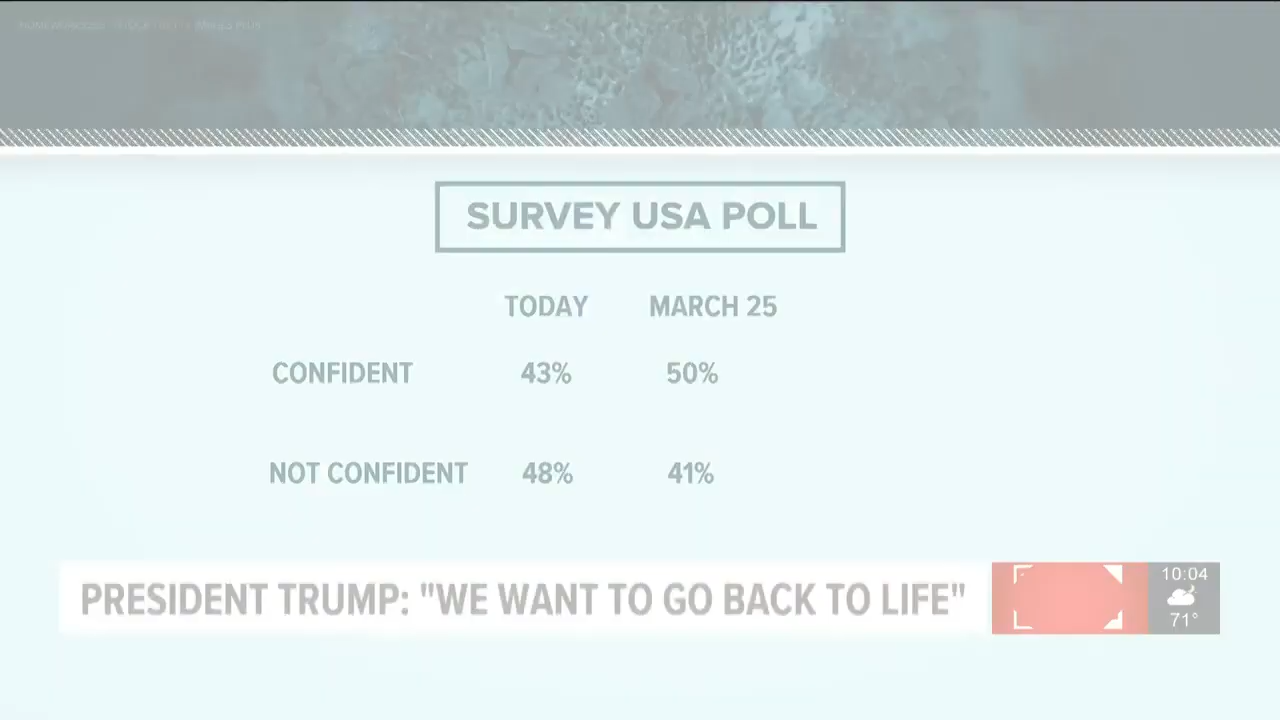 SURVEY USA POLL
TODAY MARCH 25
CONFIDENT 43% 50%
NOT CONFIDENT 48% 41%
PRESIDENT TRUMP: "WE WANT TO GO BACK TO LIFE"
10:04
71°